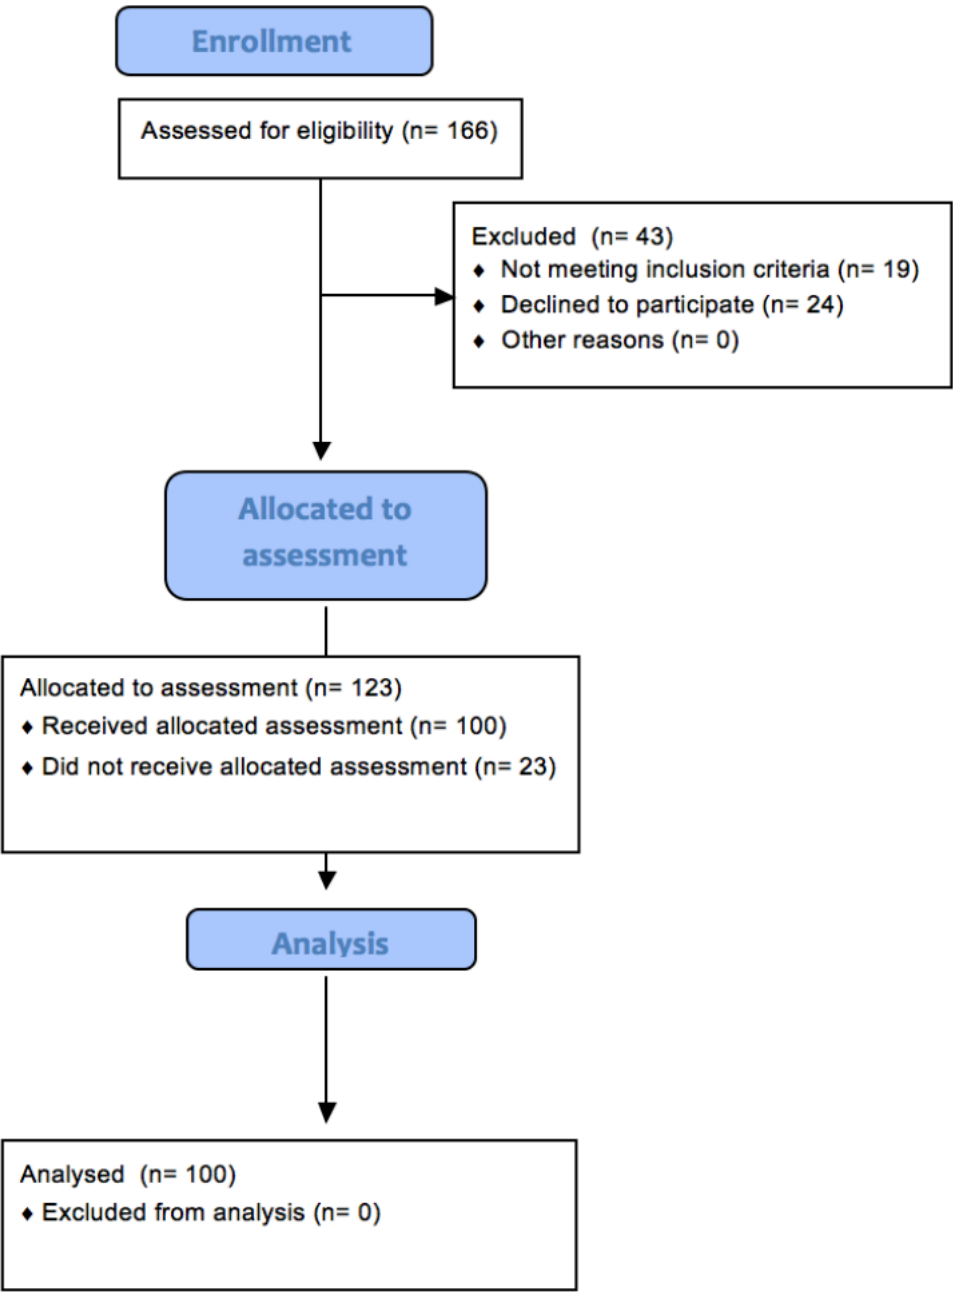 Enrollment
Assessed for eligibility (n= 166)
Excluded  (n= 43)
♦ Not meeting inclusion criteria (n= 19)
♦ Declined to participate (n= 24)
♦ Other reasons (n= 0)
Allocated to
assessment
Allocated to assessment (n= 123)
♦ Received allocated assessment (n= 100)
♦ Did not receive allocated assessment (n= 23)
Analysis
Analysed  (n= 100)
♦ Excluded from analysis (n= 0)